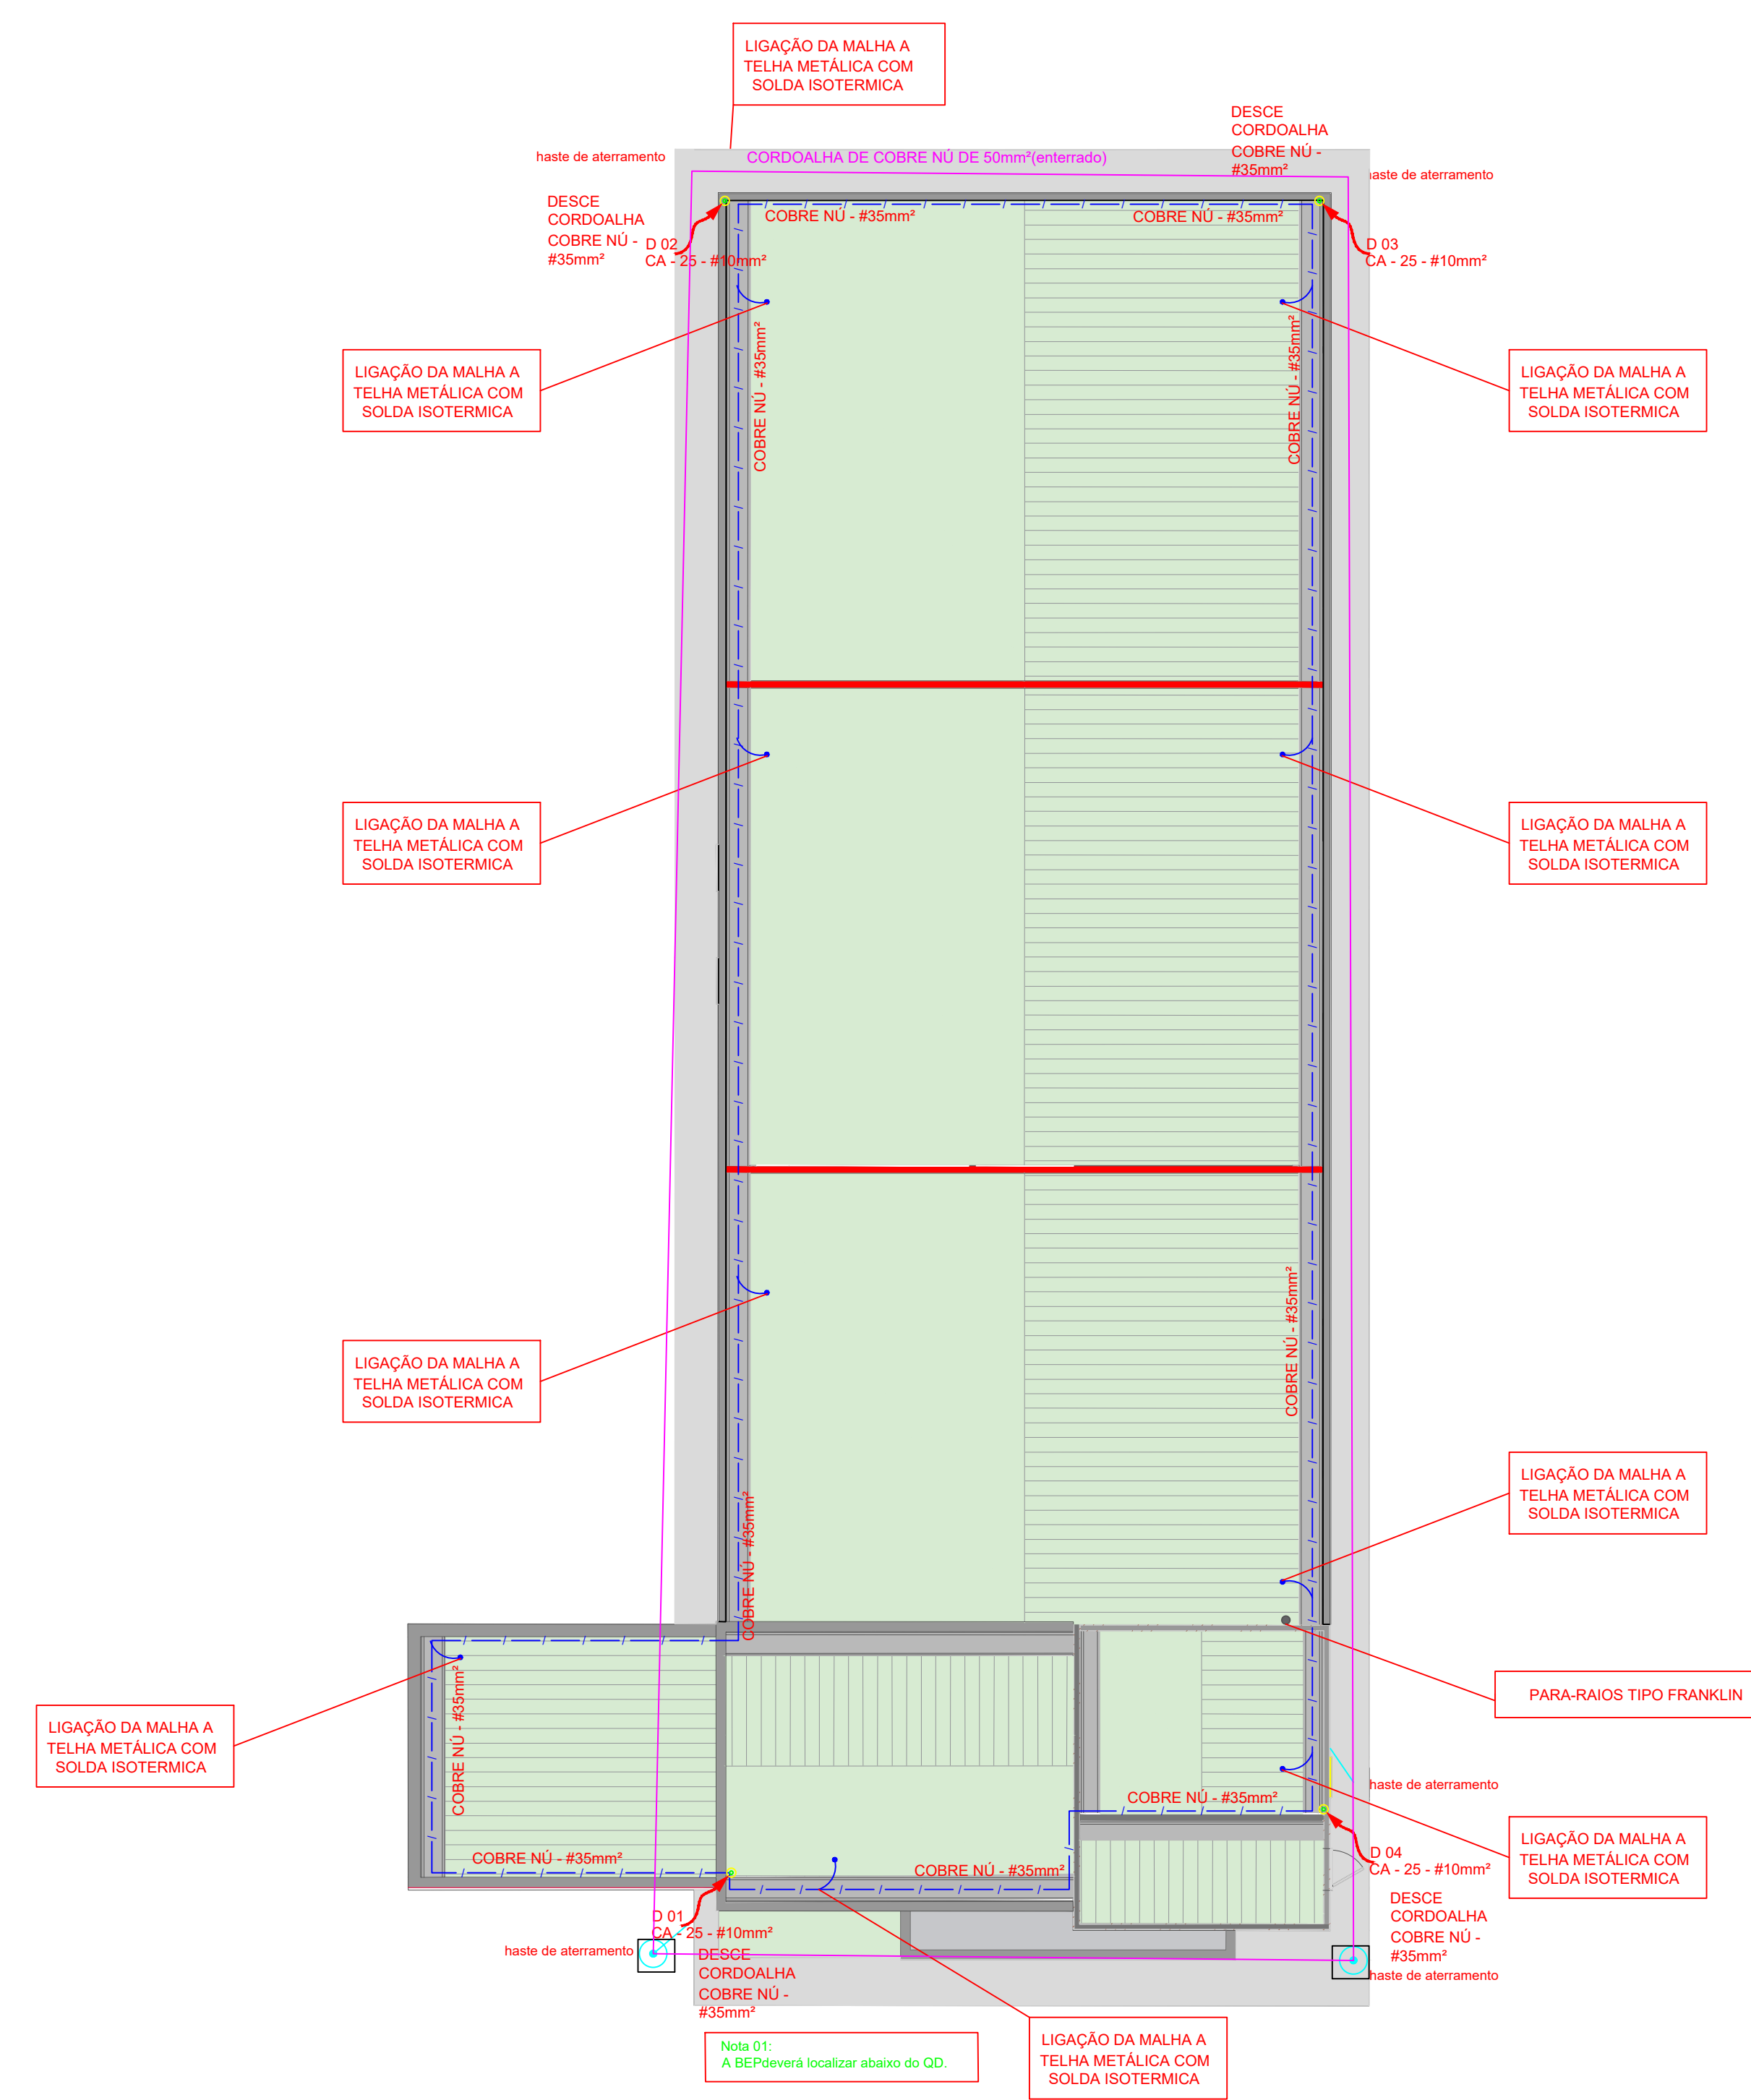 LIGAÇÃO DA MALHA A
TELHA METÁLICA COM
SOLDA ISOTERMICA
DESCE
CORDOALHA
COBRE NÚ -
#35mm²
haste de aterramento
CORDOALHA DE COBRE NÚ DE 50mm²(enterrado)
haste de aterramento
DESCE
CORDOALHA
COBRE NÚ -
#35mm²
D 02
CA - 25 - #10mm²
COBRE NÚ - #35mm²
COBRE NÚ - #35mm²
D 03
CA - 25 - #10mm²
COBRE NÚ - #35mm²
COBRE NÚ - #35mm²
LIGAÇÃO DA MALHA A
TELHA METÁLICA COM
SOLDA ISOTERMICA
LIGAÇÃO DA MALHA A
TELHA METÁLICA COM
SOLDA ISOTERMICA
LIGAÇÃO DA MALHA A
TELHA METÁLICA COM
SOLDA ISOTERMICA
LIGAÇÃO DA MALHA A
TELHA METÁLICA COM
SOLDA ISOTERMICA
COBRE NÚ - #35mm²
LIGAÇÃO DA MALHA A
TELHA METÁLICA COM
SOLDA ISOTERMICA
LIGAÇÃO DA MALHA A
TELHA METÁLICA COM
SOLDA ISOTERMICA
COBRE NÚ - #35mm²
COBRE NÚ - #35mm²
PARA-RAIOS TIPO FRANKLIN
LIGAÇÃO DA MALHA A
TELHA METÁLICA COM
SOLDA ISOTERMICA
haste de aterramento
COBRE NÚ - #35mm²
LIGAÇÃO DA MALHA A
TELHA METÁLICA COM
SOLDA ISOTERMICA
COBRE NÚ - #35mm²
COBRE NÚ - #35mm²
D 04
CA - 25 - #10mm²
DESCE
CORDOALHA
COBRE NÚ -
#35mm²
haste de aterramento
D 01
CA - 25 - #10mm²
haste de aterramento
DESCE
CORDOALHA
COBRE NÚ -
#35mm²
Nota 01:
A BEPdeverá localizar abaixo do QD.
LIGAÇÃO DA MALHA A
TELHA METÁLICA COM
SOLDA ISOTERMICA